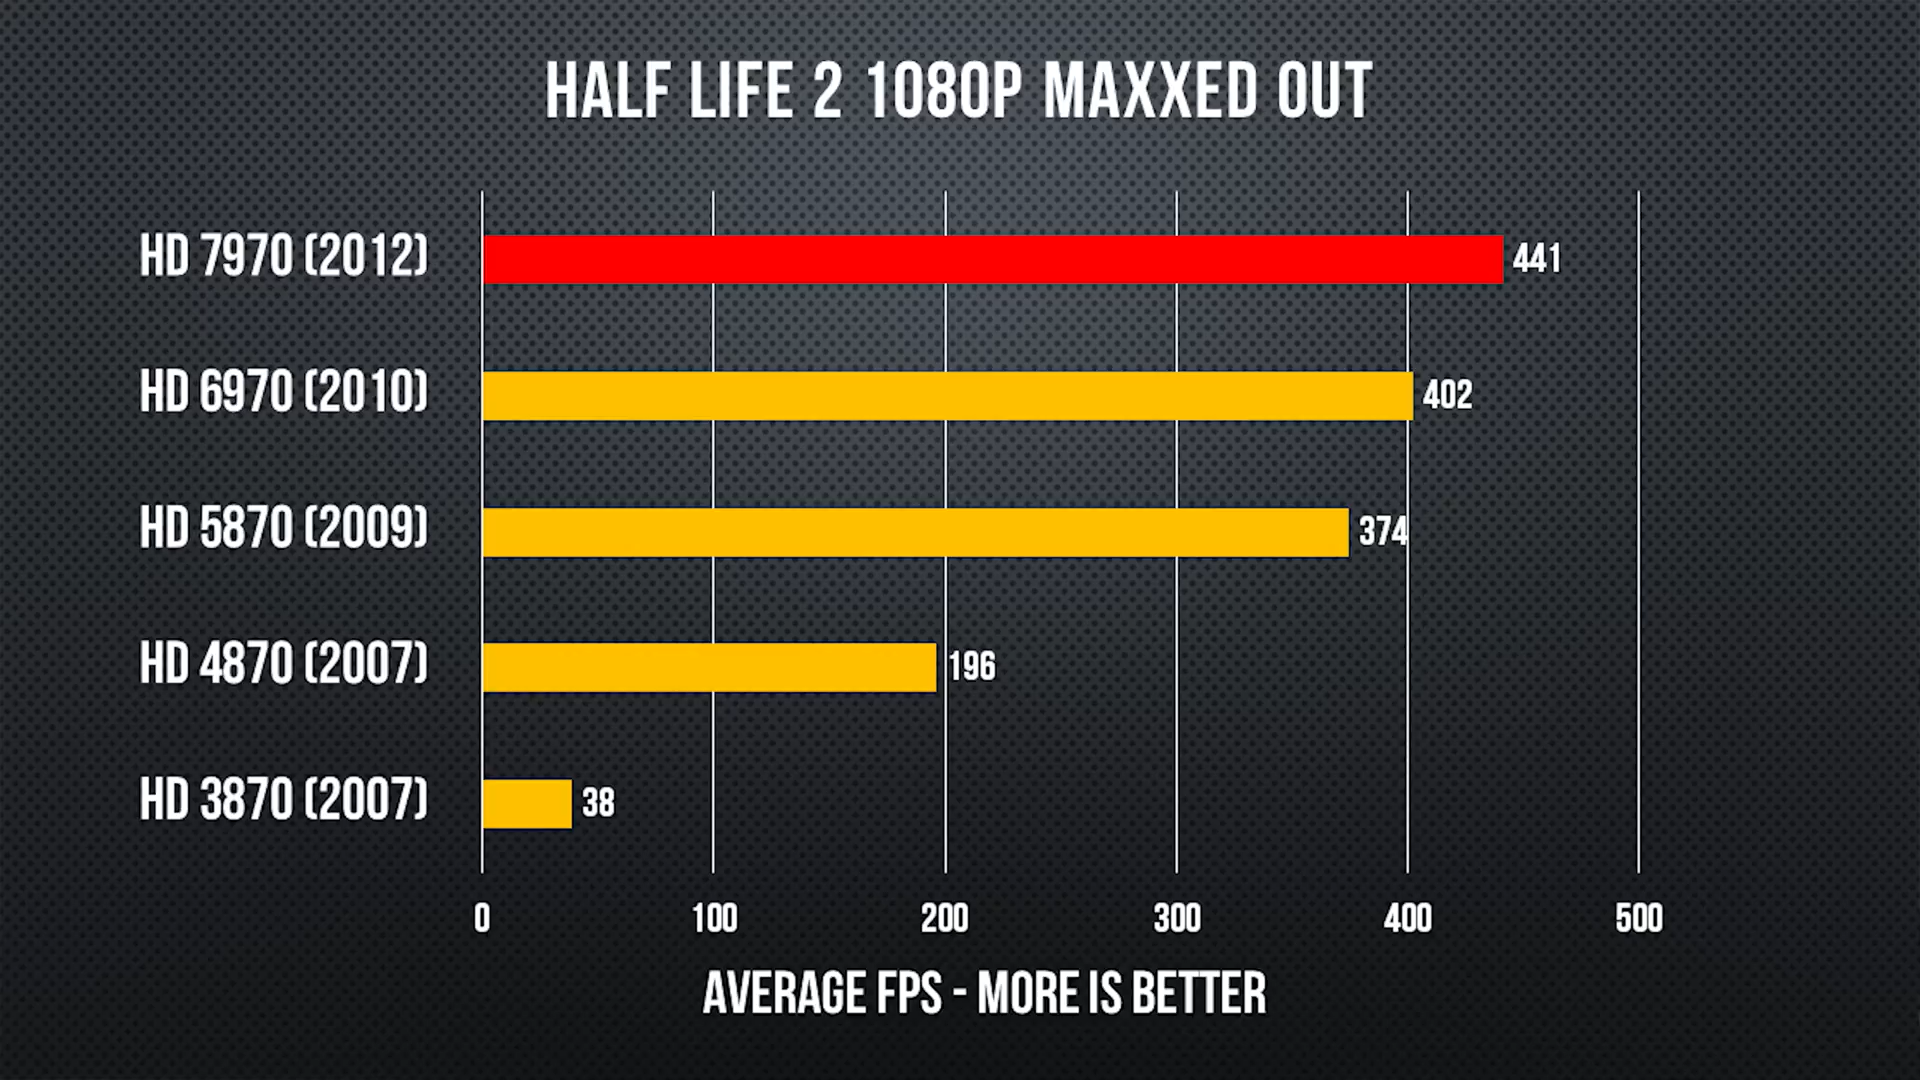 HALF LIFE 2 1080P MAXXED OUT
HD 7970 (2012) 441
HD 6970 (2010) 402
HD 5870 (2009) 374
HD 4870 (2007) 196
HD 3870 (2007) 38
0 100 200 300 400 500
AVERAGE FPS - MORE IS BETTER